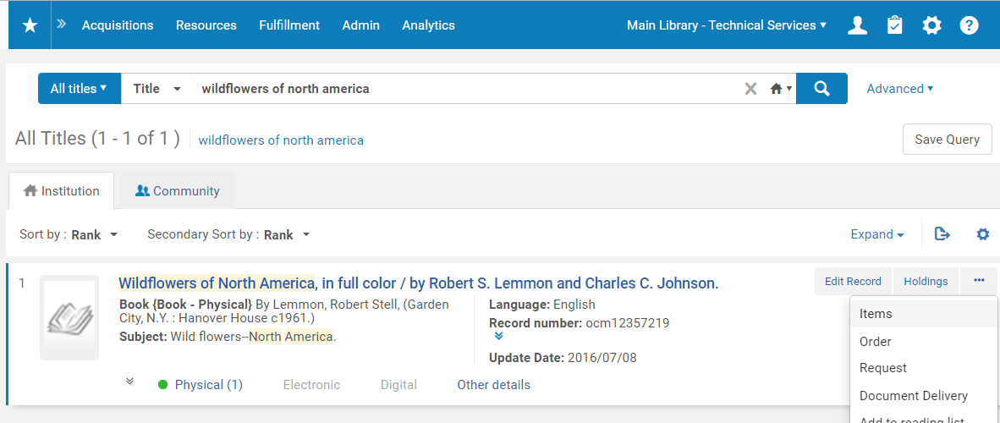 Acquisitions Resources Fulfillment Admin Analytics Main Library - Technical Services
All titles Title wildflowers of north america Advanced
All Titles (1 - 1 of 1 ) wildflowers of north america Save Query
Institution Community
Sort by : Rank Secondary Sort by : Rank Expand
1 Wildflowers of North America, in full color / by Robert S. Lemmon and Charles C. Johnson. Edit Record Holdings ...
Book {Book - Physical} By Lemmon, Robert Stell, (Garden
City, N.Y. : Hanover House c1961.)
Subject: Wild flowers--North America.
Language: English
Record number: ocm12357219
Update Date: 2016/07/08
Physical (1) Electronic Digital Other details
Items
Order
Request
Document Delivery
Add to reading list